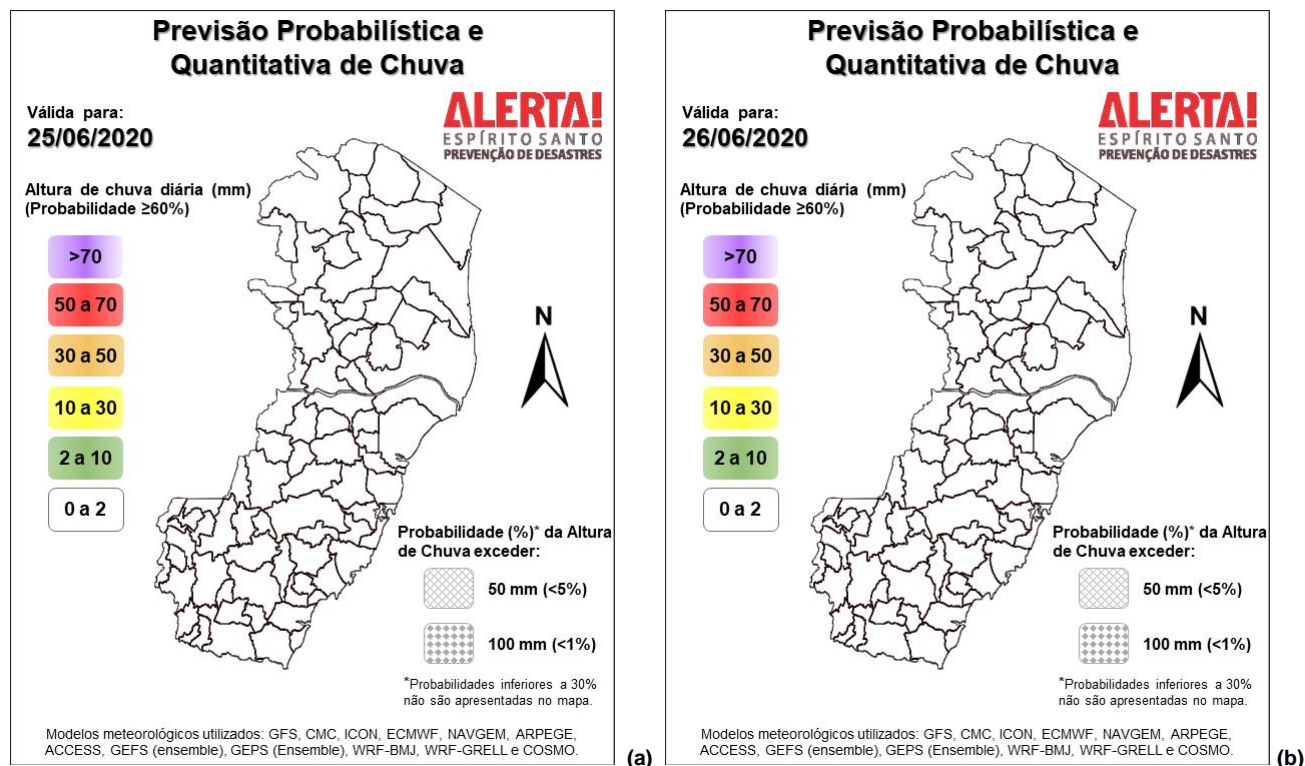 Previsão Probabilística e
Quantitativa de Chuva
Válida para:
25/06/2020
ALERTA!
ESPÍRITO SANTO
PREVENÇÃO DE DESASTRES
Altura de chuva diária (mm)
(Probabilidade ≥60%)
>70
50 a 70
30 a 50
10 a 30
2 a 10
0 a 2
N
Probabilidade (%)* da Altura
de Chuva exceder:
50 mm (<5%)
100 mm (<1%)
*Probabilidades inferiores a 30%
não são apresentadas no mapa.
Modelos meteorológicos utilizados: GFS, CMC, ICON, ECMWF, NAVGEM, ARPEGE,
ACCESS, GEFS (ensemble), GEPS (Ensemble), WRF-BMJ, WRF-GRELL e COSMO.
(a)
Previsão Probabilística e
Quantitativa de Chuva
Válida para:
26/06/2020
ALERTA!
ESPÍRITO SANTO
PREVENÇÃO DE DESASTRES
Altura de chuva diária (mm)
(Probabilidade ≥60%)
>70
50 a 70
30 a 50
10 a 30
2 a 10
0 a 2
N
Probabilidade (%)* da Altura
de Chuva exceder:
50 mm (<5%)
100 mm (<1%)
*Probabilidades inferiores a 30%
não são apresentadas no mapa.
Modelos meteorológicos utilizados: GFS, CMC, ICON, ECMWF, NAVGEM, ARPEGE,
ACCESS, GEFS (ensemble), GEPS (Ensemble), WRF-BMJ, WRF-GRELL e COSMO.
(b)